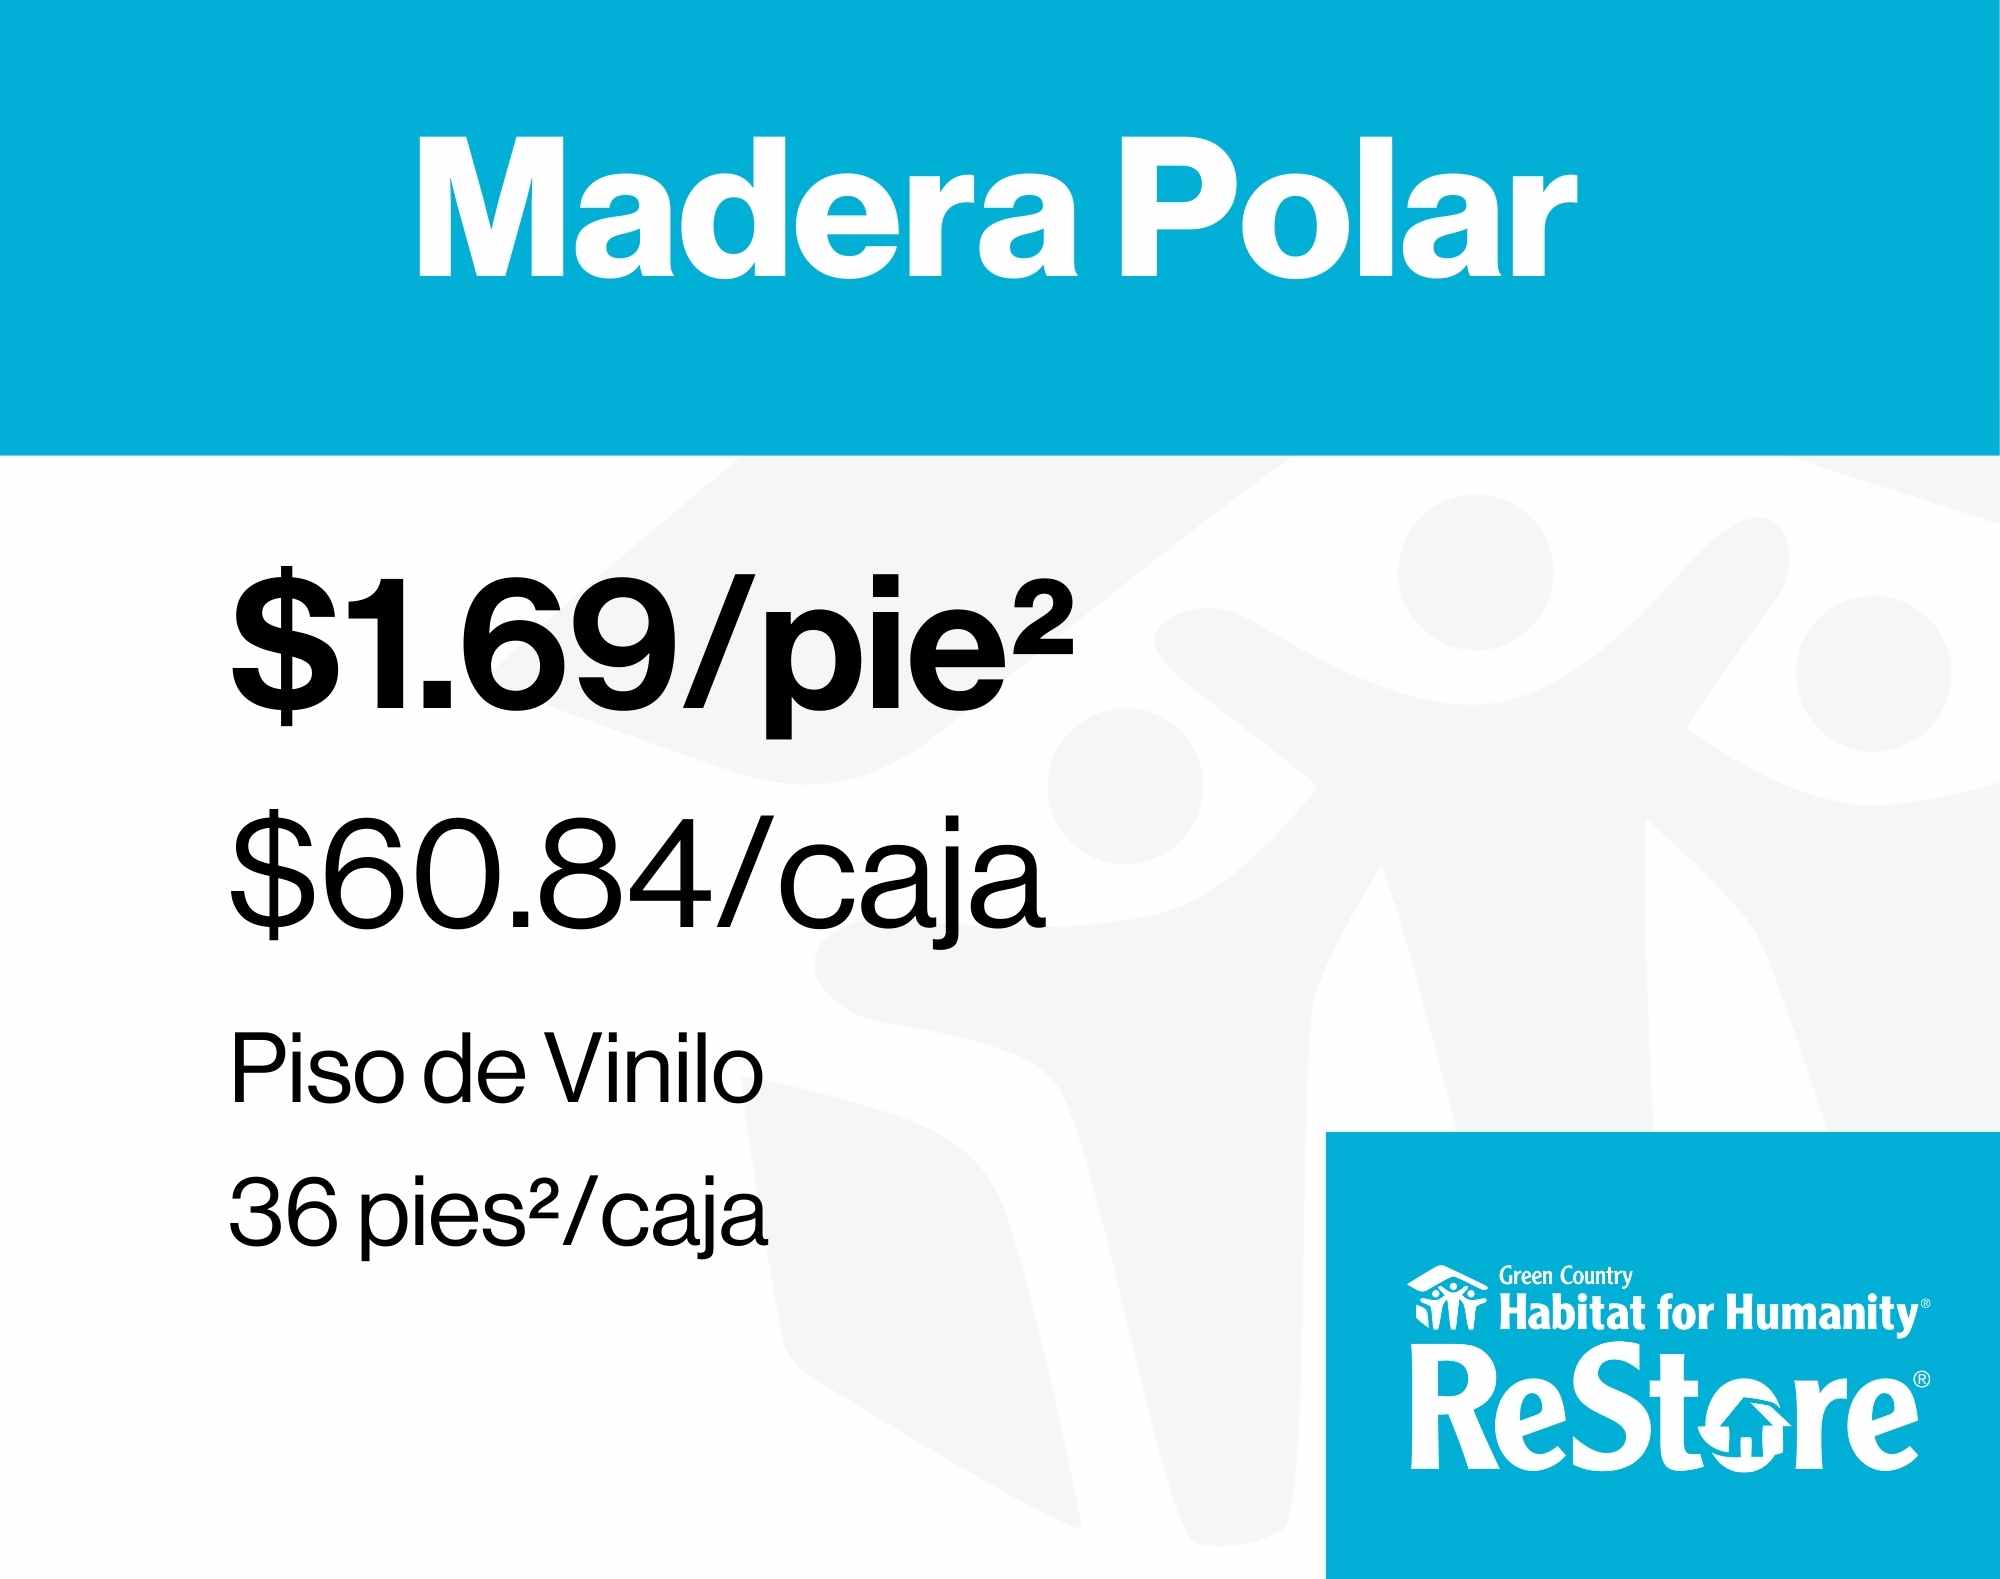 Madera Polar
$1.69/pie²
$60.84/caja
Piso de Vinilo
36 pies²/caja
Green Country
Habitat for Humanity®
ReStore®